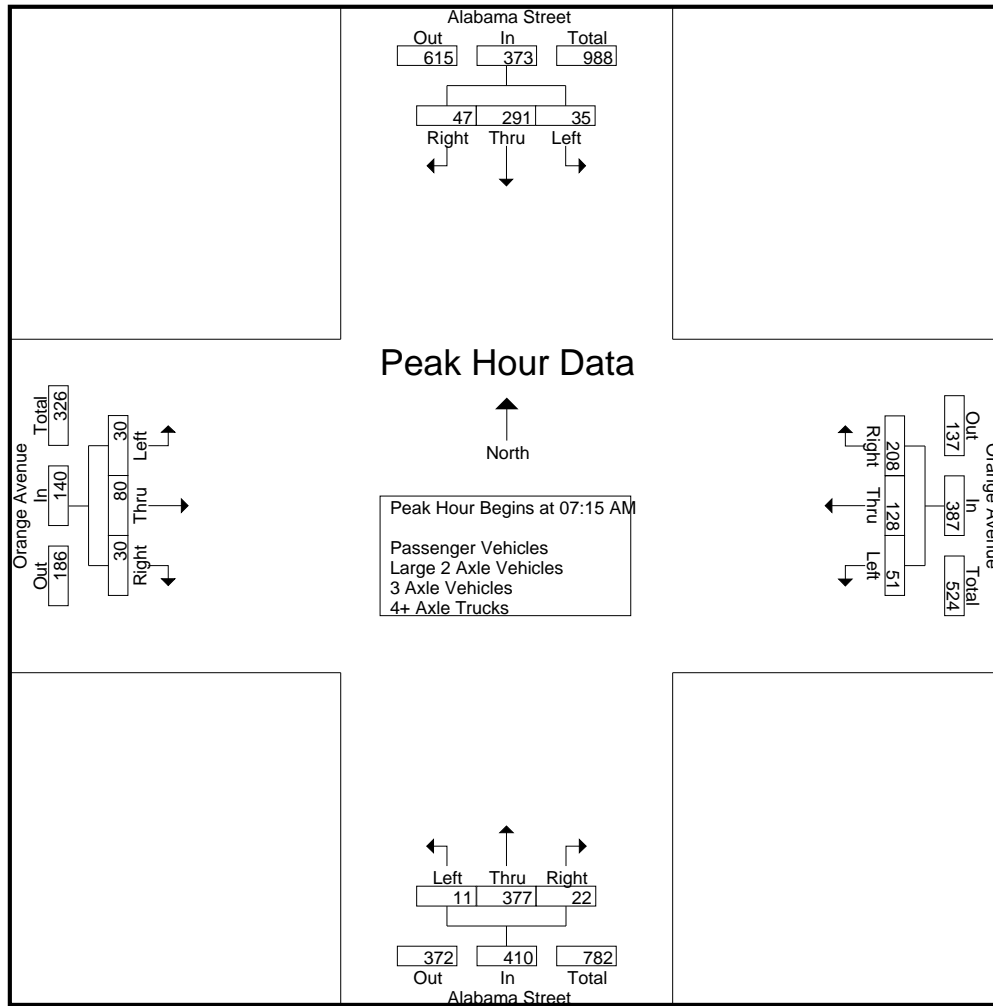 Alabama Street
Out In Total
615 373 988
47 291 35
Right Thru Left
Peak Hour Data
North
Peak Hour Begins at 07:15 AM
Passenger Vehicles
Large 2 Axle Vehicles
3 Axle Vehicles
4+ Axle Trucks
Orange Avenue
Out In Total
186 140 326
30 80 30
Right Thru Left
Orange Avenue
Out In Total
137 387 524
208 128 51
Right Thru Left
Left Thru Right
11 377 22
372 410 782
Out In Total
Alabama Street